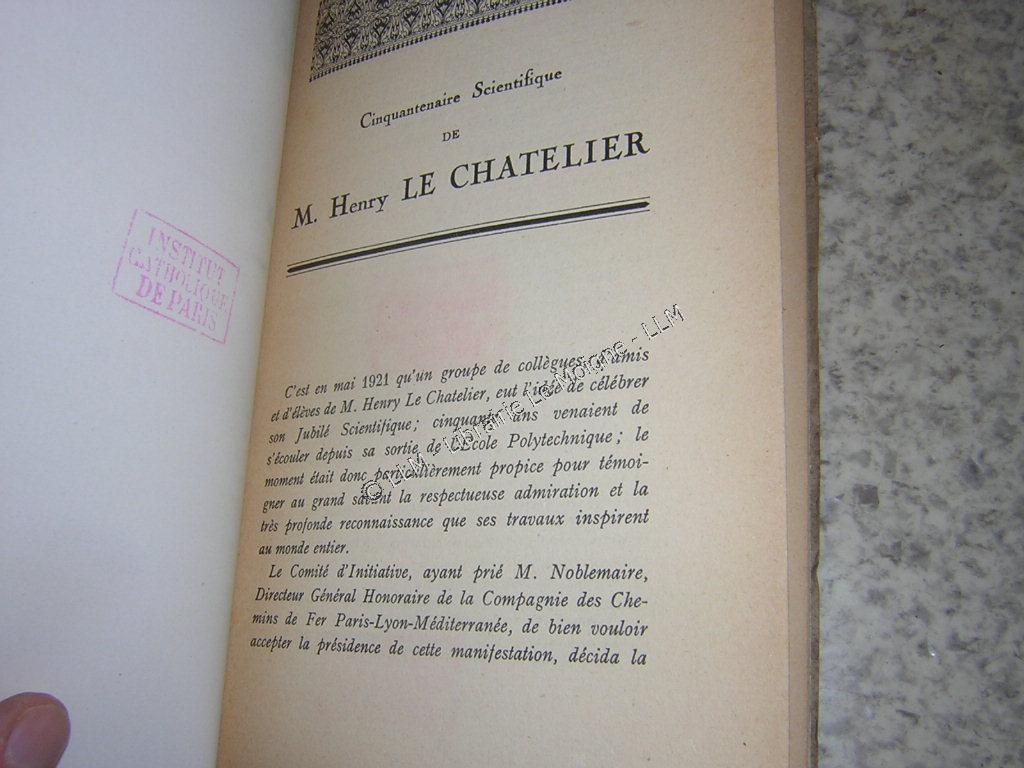 INSTITUT
CATHOLIQUE
DE PARIS
Cinquantenaire Scientifique
DE
M. Henry LE CHATELIER
C'est en mai 1921 qu'un groupe de collègues, d'amis
et d'élèves de M. Henry Le Chatelier, eut l'idée de célébrer
son Jubilé Scientifique ; cinquante ans venaient de
s'écouler depuis sa sortie de L'École Polytechnique ; le
moment était donc particulièrement propice pour témoi-
gner au grand savant la respectueuse admiration et la
très profonde reconnaissance que ses travaux inspirent
au monde entier.
Le Comité d'Initiative, ayant prié M. Noblemaire,
Directeur Général Honoraire de la Compagnie des Che-
mins de Fer Paris-Lyon-Méditerranée, de bien vouloir
accepter la présidence de cette manifestation, décida la
© LLM - Librairie Le Moigne - LLM